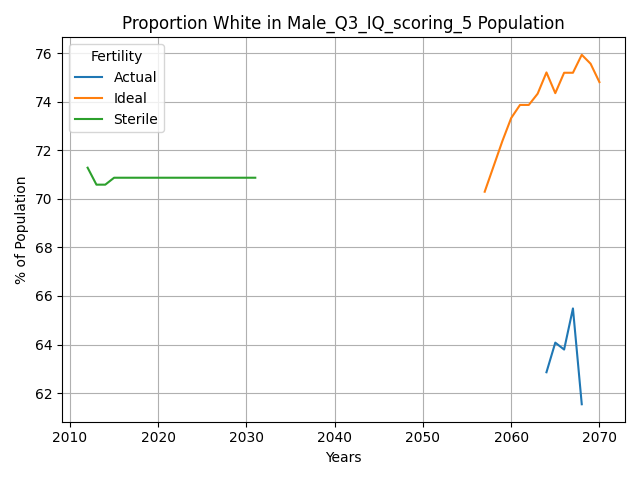 Proportion White in Male_Q3_IQ_scoring_5 Population
Fertility
Actual
Ideal
Sterile
% of Population
76
74
72
70
68
66
64
62
2010 2020 2030 2040 2050 2060 2070
Years